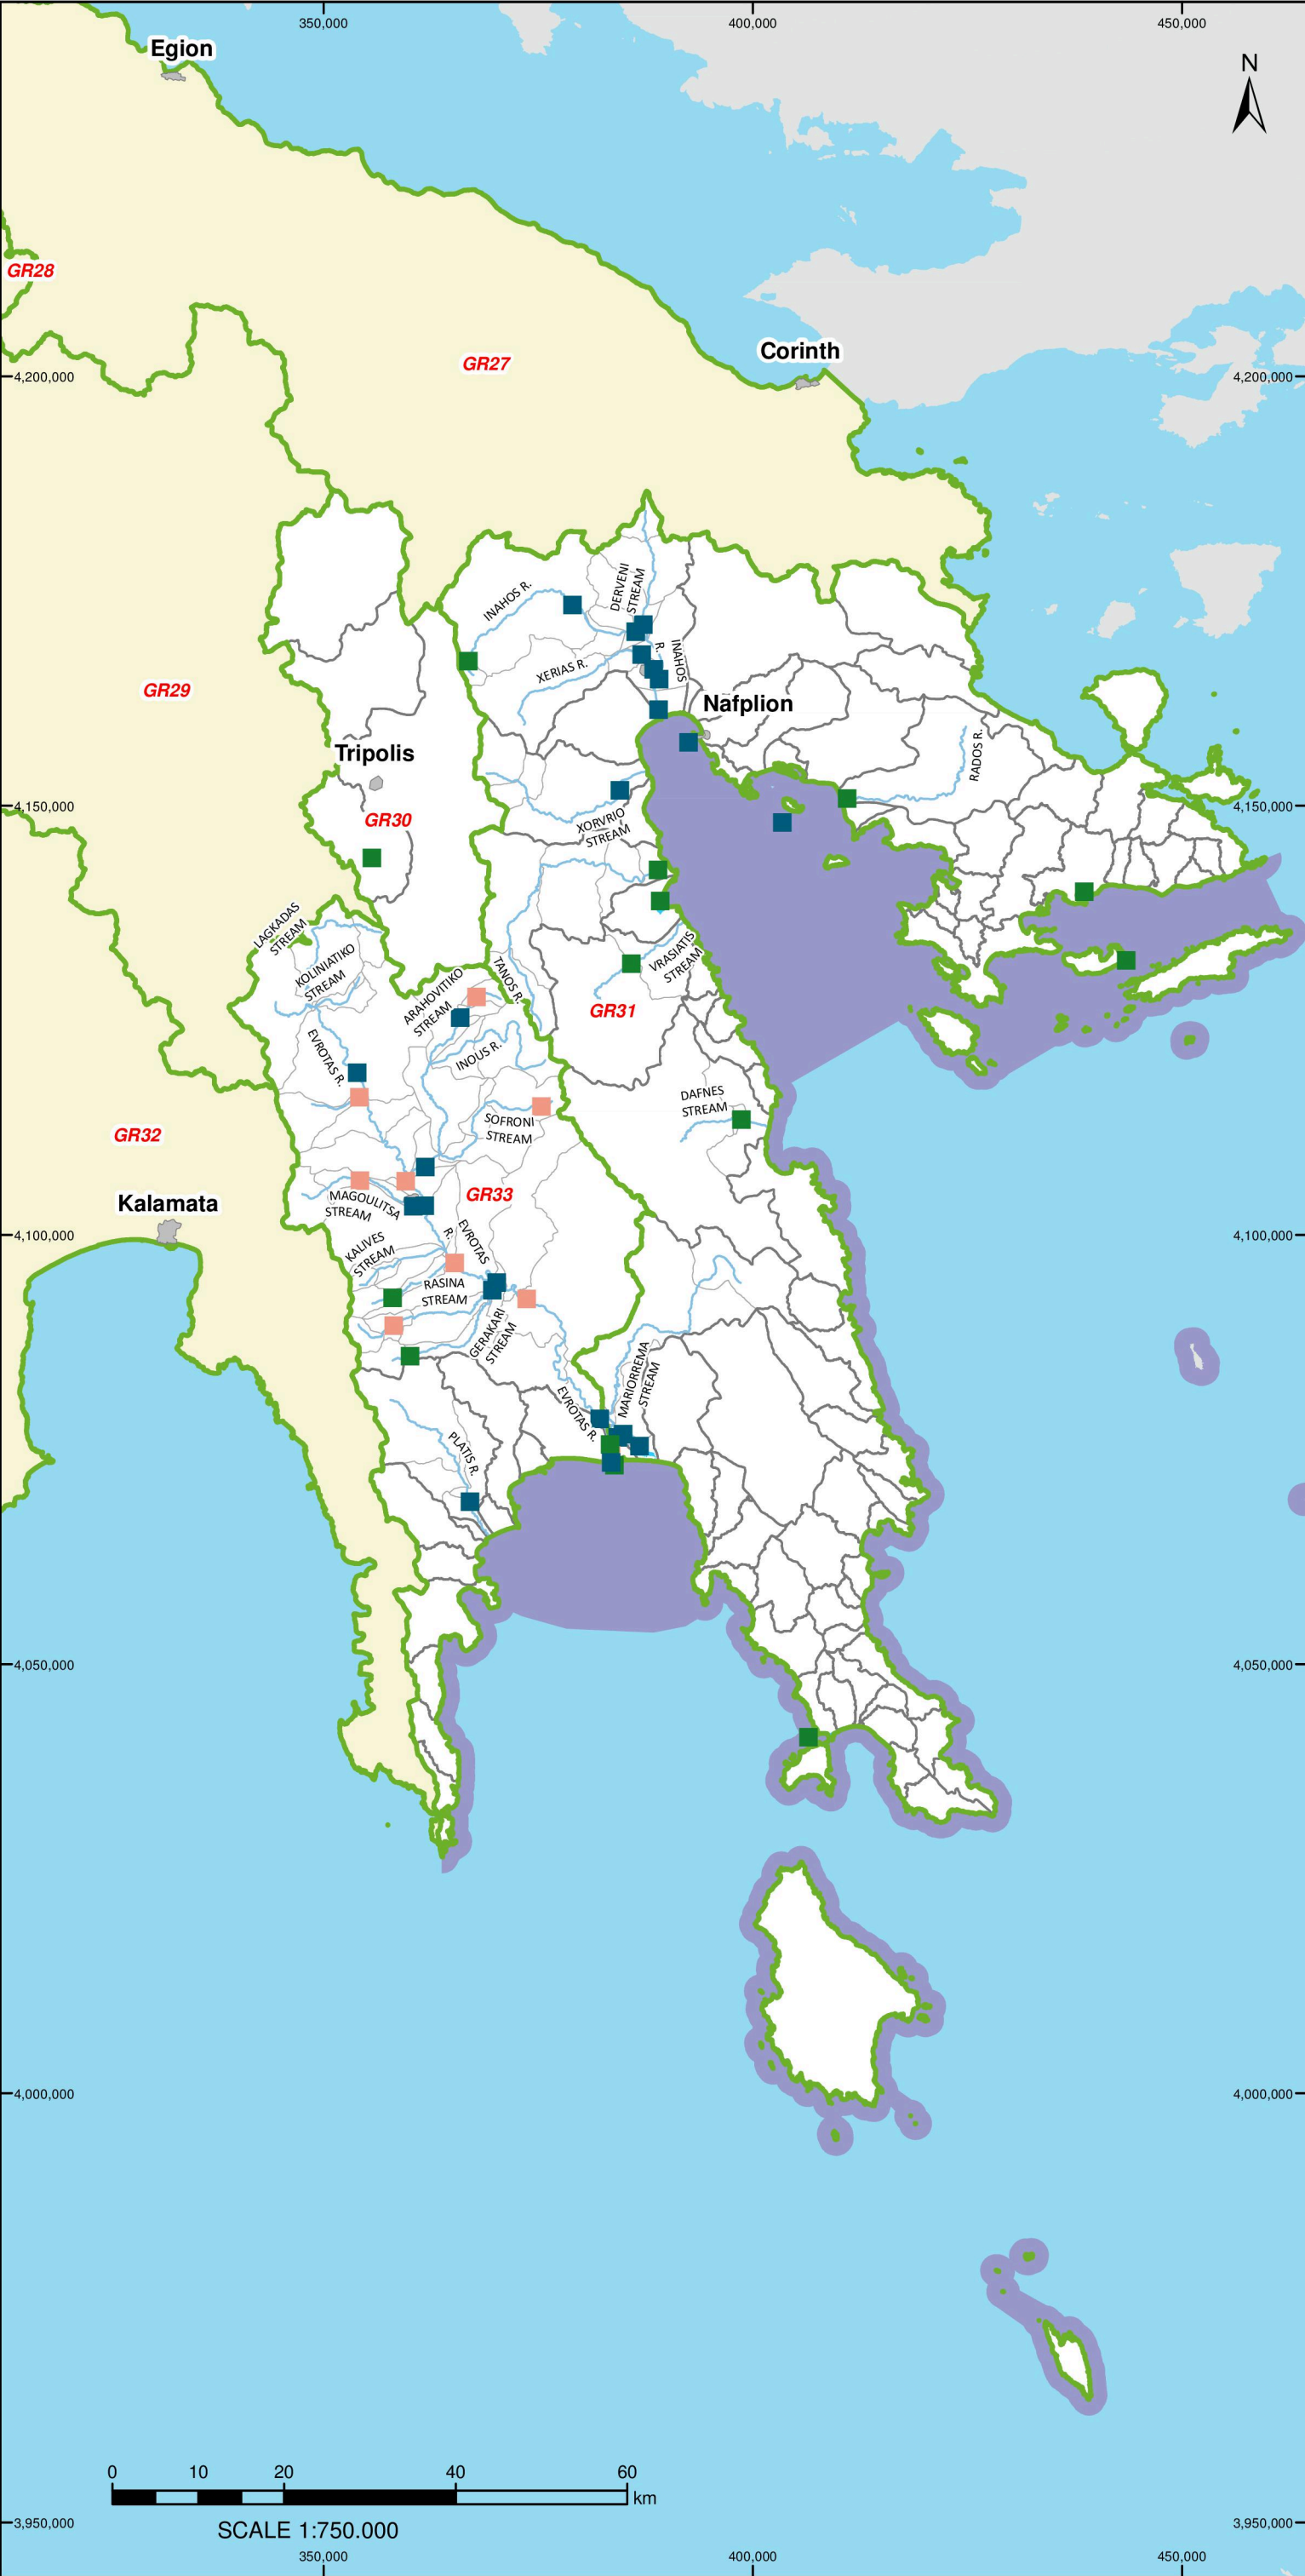 350,000
400,000
450,000
Egion
N
GR28
Corinth
GR27
4,200,000
4,200,000
INAHOS R.
DERVENI
STREAM
XERIAS R.
INAHOS
R.
GR29
Nafplion
Tripolis
RADOS R.
4,150,000
4,150,000
GR30
XORVRIO
STREAM
LAGKADAS
STREAM
KOLINIATIKO
STREAM
ARAHOVITIKO
STREAM
TANOS R.
VRASIATIS
STREAM
GR31
EVROTAS R.
INOUS R.
DAFNES
STREAM
SOFRONI
STREAM
GR32
GR33
Kalamata
MAGOULITSA
STREAM
4,100,000
4,100,000
KALIVES
STREAM
EVROTAS
R.
RASINA
STREAM
GERAKARI
STREAM
MARIORREMA
STREAM
EVROTAS R.
PLATIS R.
4,050,000
4,050,000
4,000,000
4,000,000
0 10 20 40 60
km
SCALE 1:750.000
3,950,000
3,950,000
350,000
400,000
450,000